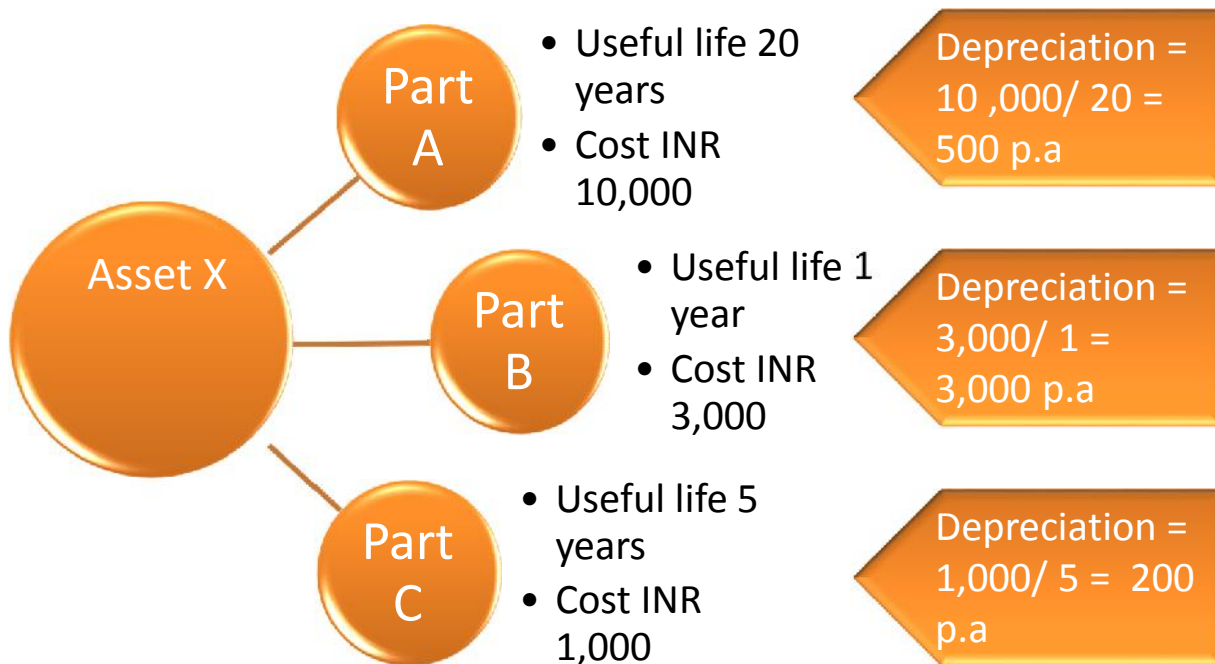 Asset X
Part
A
• Useful life 20
years
• Cost INR
10,000
Depreciation =
10 ,000/ 20 =
500 p.a
Part
B
• Useful life 1
year
• Cost INR
3,000
Depreciation =
3,000/ 1 =
3,000 p.a
Part
C
• Useful life 5
years
• Cost INR
1,000
Depreciation =
1,000/ 5 =  200
p.a